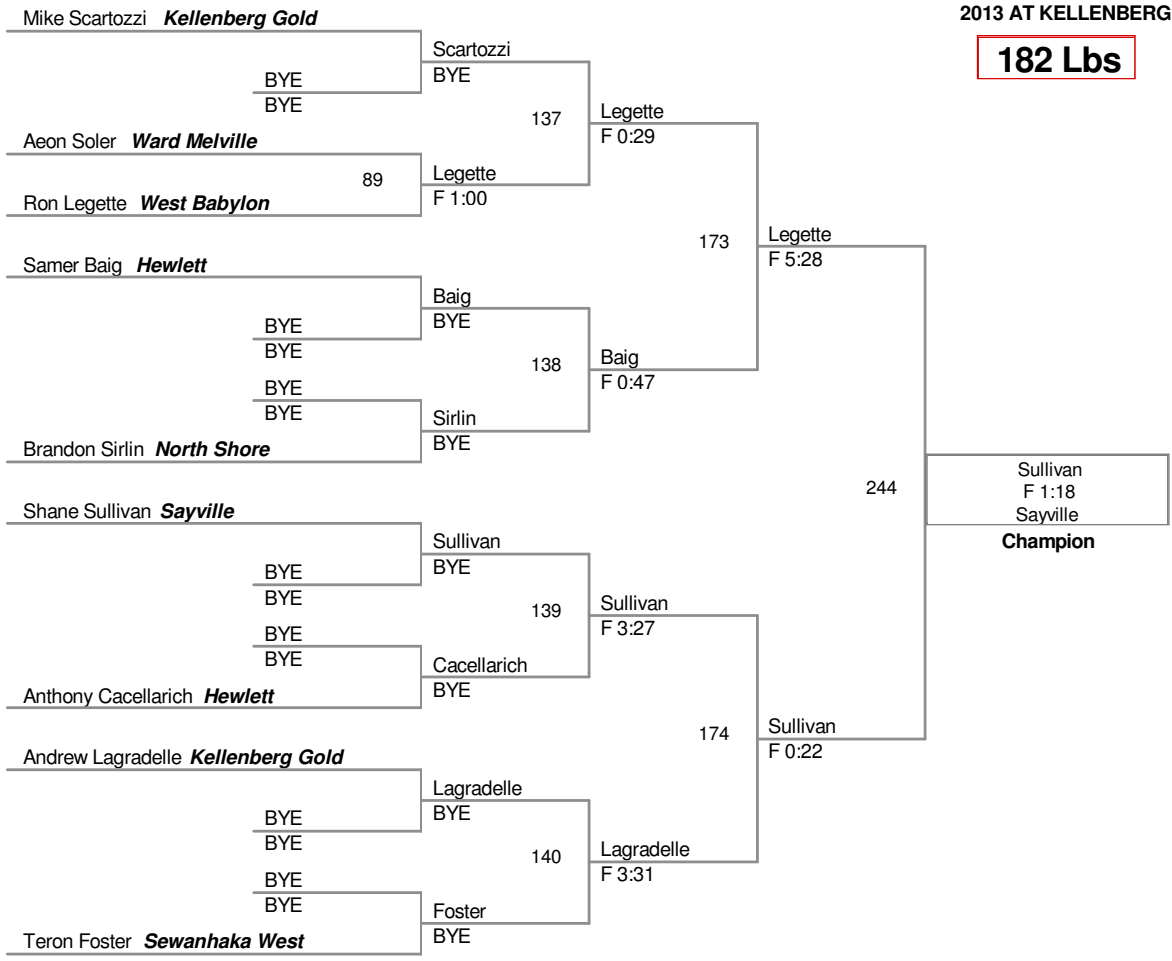 2013 AT KELLENBERG
182 Lbs
Mike Scartozzi Kellenberg Gold
Scartozzi
BYE
BYE
BYE
137
Legette
F 0:29
Aeon Soler Ward Melville
89
Legette
F 1:00
Ron Legette West Babylon
173
Legette
F 5:28
Samer Baig Hewlett
Baig
BYE
BYE
BYE
138
Baig
F 0:47
BYE
BYE
Sirlin
BYE
Brandon Sirlin North Shore
244
Sullivan
F 1:18
Sayville
Champion
Shane Sullivan Sayville
Sullivan
BYE
BYE
BYE
139
Sullivan
F 3:27
BYE
BYE
Cacellarich
BYE
Anthony Cacellarich Hewlett
174
Sullivan
F 0:22
Andrew Lagradelle Kellenberg Gold
Lagradelle
BYE
BYE
BYE
140
Lagradelle
F 3:31
BYE
BYE
Foster
BYE
Teron Foster Sewanhaka West